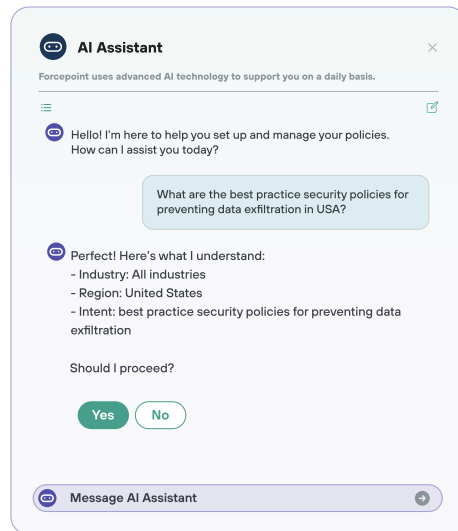 AI Assistant
Forcepoint uses advanced AI technology to support you on a daily basis.
Hello! I'm here to help you set up and manage your policies.
How can I assist you today?
What are the best practice security policies for
preventing data exfiltration in USA?
Perfect! Here's what I understand:
- Industry: All industries
- Region: United States
- Intent: best practice security policies for preventing data
exfiltration
Should I proceed?
Yes
No
Message AI Assistant